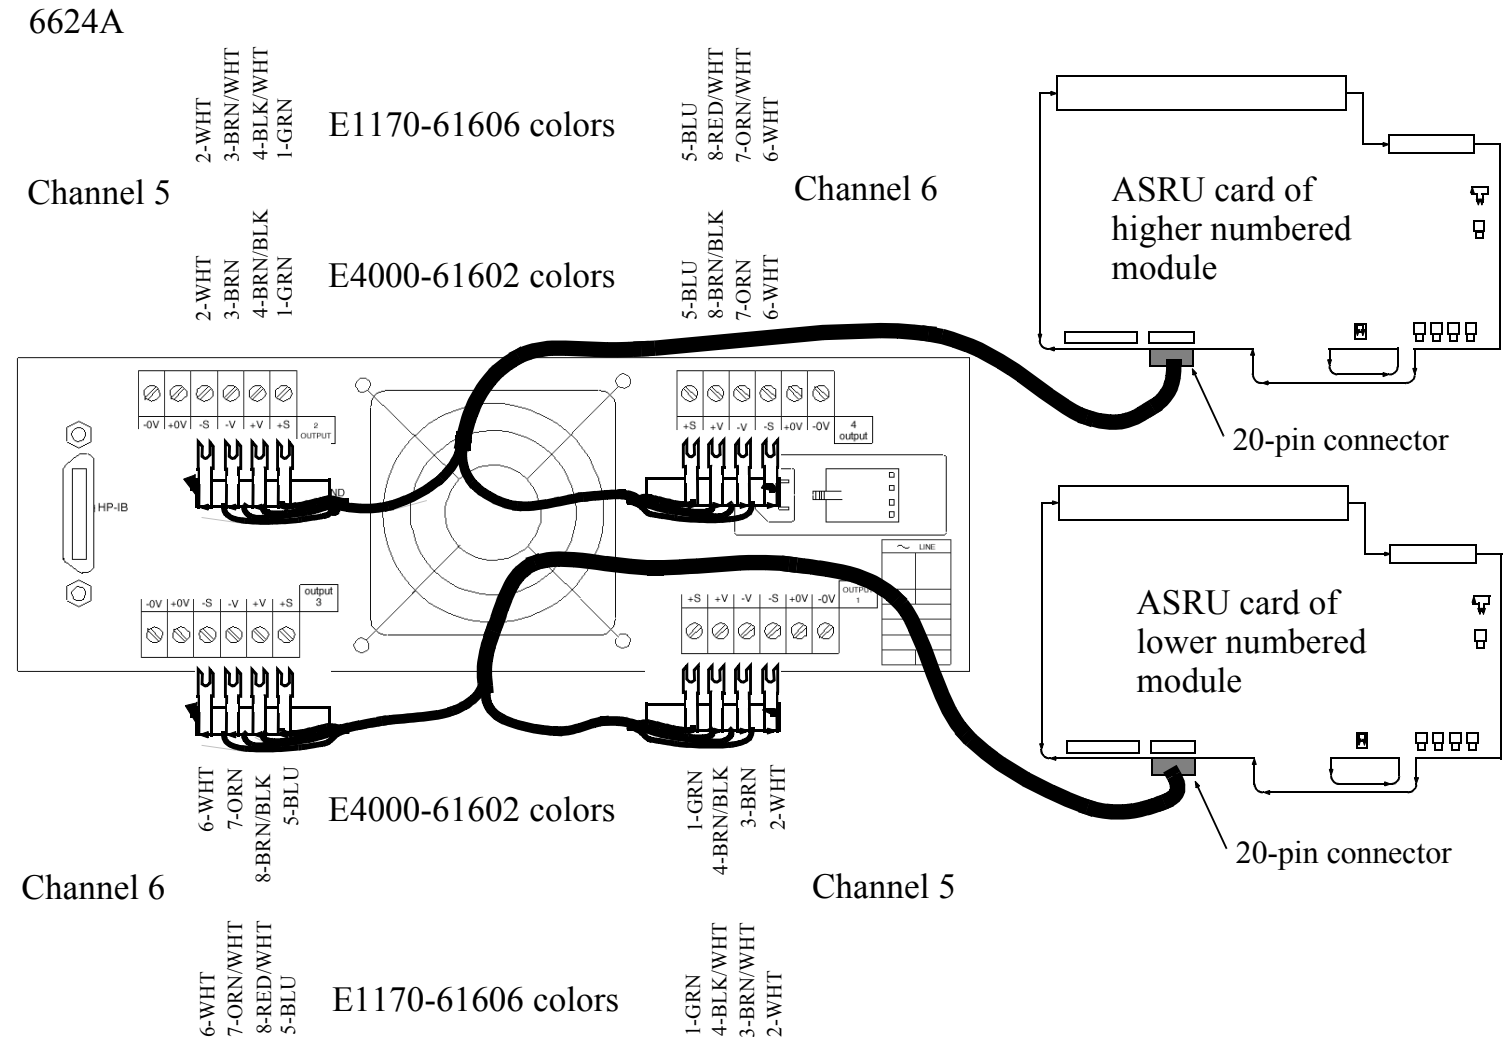 6624A
2-WHT
3-BRN/WHT
4-BLK/WHT
1-GRN
E1170-61606 colors
5-BLU
8-RED/WHT
7-ORN/WHT
6-WHT
Channel 5
Channel 6
2-WHT
3-BRN
4-BRN/BLK
1-GRN
E4000-61602 colors
5-BLU
8-BRN/BLK
7-ORN
6-WHT
ASRU card of
higher numbered
module
20-pin connector
-0V +0V -S -V +V +S
2
OUTPUT
+S +V -V -S +0V -0V
4
output
HP-IB
ND
LINE
-0V +0V -S -V +V +S
output
3
+S +V -V -S +0V -0V
OUTPU
1
ASRU card of
lower numbered
module
20-pin connector
6-WHT
7-ORN
8-BRN/BLK
5-BLU
E4000-61602 colors
1-GRN
4-BRN/BLK
3-BRN
2-WHT
Channel 6
Channel 5
6-WHT
7-ORN/WHT
8-RED/WHT
5-BLU
E1170-61606 colors
1-GRN
4-BLK/WHT
3-BRN/WHT
2-WHT